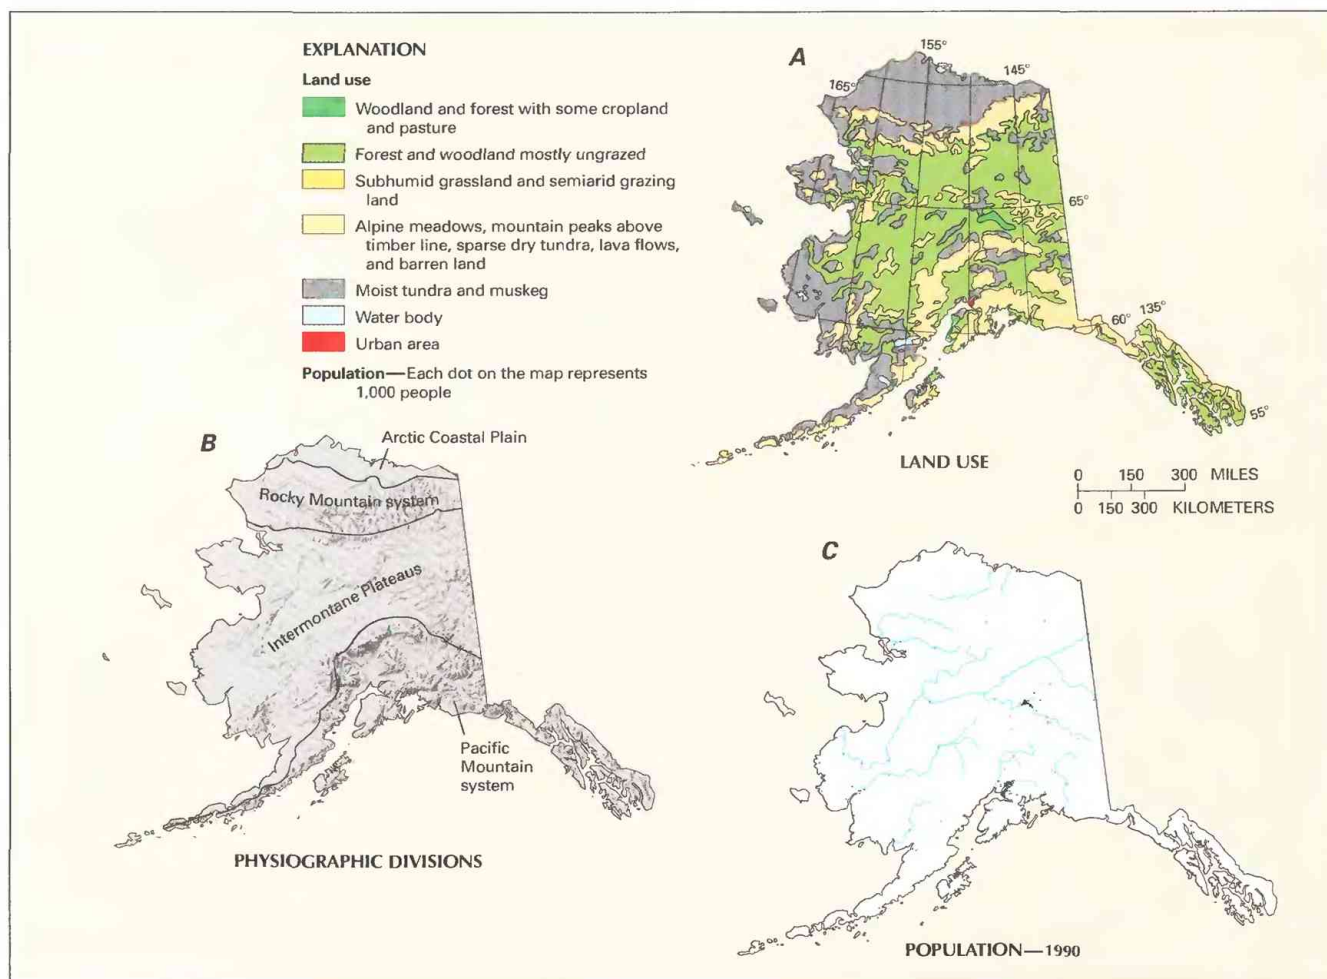 EXPLANATION
Land use
Woodland and forest with some cropland
and pasture
Forest and woodland mostly ungrazed
Subhumid grassland and semiarid grazing
land
Alpine meadows, mountain peaks above
timber line, sparse dry tundra, lava flows,
and barren land
Moist tundra and muskeg
Water body
Urban area
Population—Each dot on the map represents
1,000 people
A
155°
145°
165°
65°
60°
135°
55°
LAND USE
0 150 300 MILES
0 150 300 KILOMETERS
B
Arctic Coastal Plain
Rocky Mountain system
Intermontane Plateaus
Pacific
Mountain
system
PHYSIOGRAPHIC DIVISIONS
C
POPULATION—1990